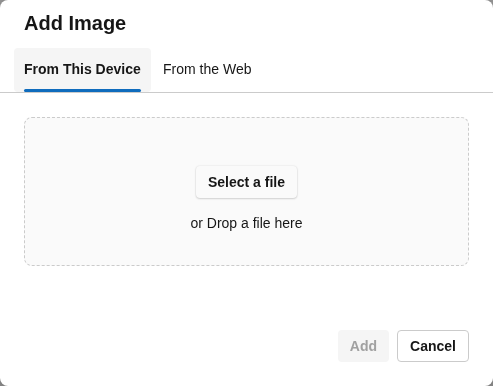 Add Image
From This Device
From the Web
Select a file
or Drop a file here
Add
Cancel